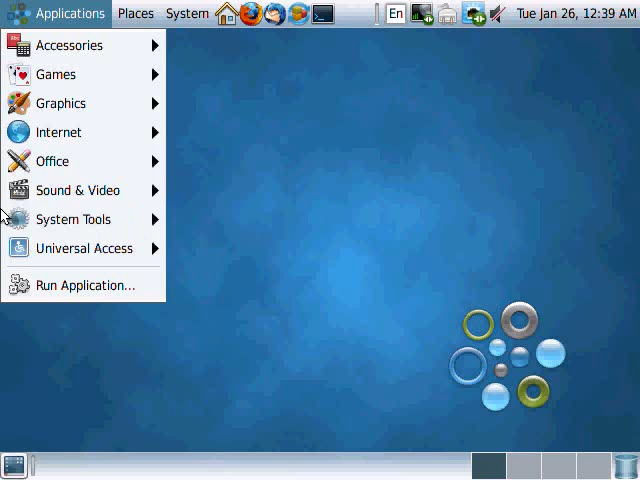 Applications Places System En Tue Jan 26, 12:39 AM
Accessories
Games
Graphics
Internet
Office
Sound & Video
System Tools
Universal Access
Run Application...